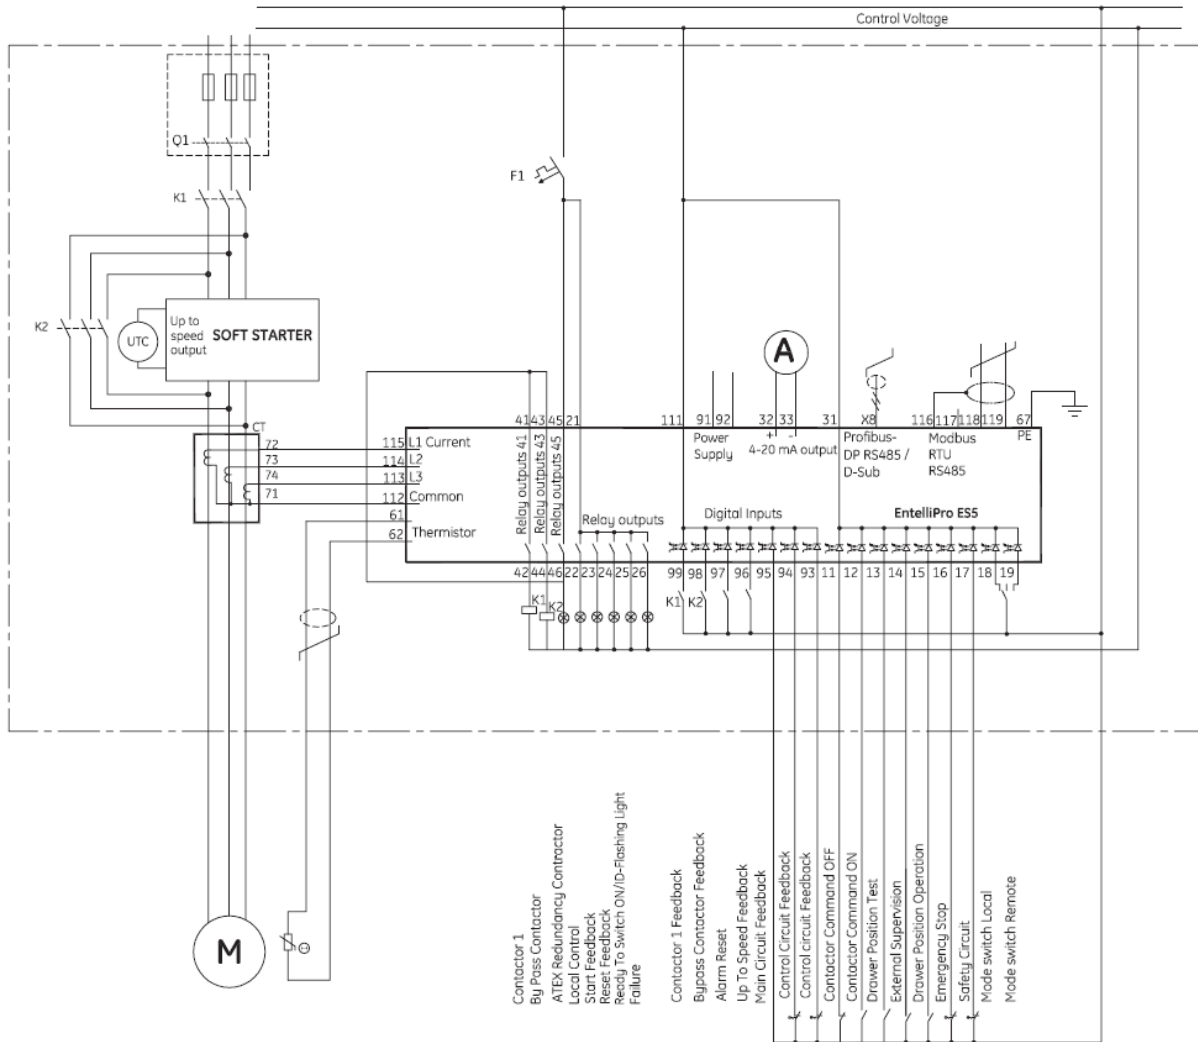 Control Voltage
Q1
F1
K1
K2
UTC
Up to
speed
output
SOFT STARTER
A
CT
72
73
74
71
41
43
45
21
111
91
92
32
33
31
X8
116
117
118
119
67
115
L1 Current
114
L2
113
L3
112
Common
61
62
Thermistor
Relay outputs 41
Relay outputs 43
Relay outputs 45
Relay outputs
Power
Supply
+
-
4-20 mA output
Profibus-
DP RS485 /
D-Sub
Modbus
RTU
RS485
PE
Digital Inputs
EntelliPro ES5
42
44
46
22
23
24
25
26
99
98
97
96
95
94
93
11
12
13
14
15
16
17
18
19
K1
K2
K1
K2
M
Contactor 1
By Pass Contactor
ATEX Redundancy Contractor
Local Control
Start Feedback
Reset Feedback
Ready To Switch ON/ID-Flashing Light
Failure
Contactor 1 Feedback
Bypass Contactor Feedback
Alarm Reset
Up To Speed Feedback
Main Circuit Feedback
Control Circuit Feedback
Control circuit Feedback
Contactor Command OFF
Contactor Command ON
Drawer Position Test
External Supervision
Drawer Position Operation
Emergency Stop
Safety Circuit
Mode switch Local
Mode switch Remote